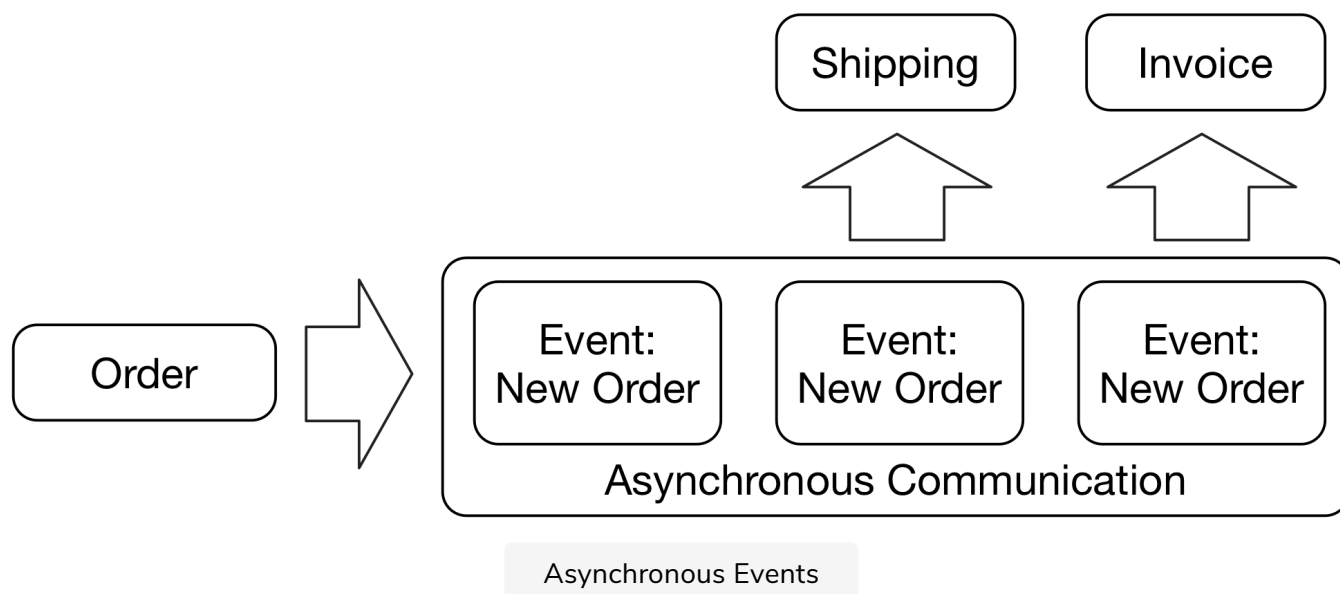 Shipping
Invoice
Order
Event:
New Order
Event:
New Order
Event:
New Order
Asynchronous Communication
Asynchronous Events